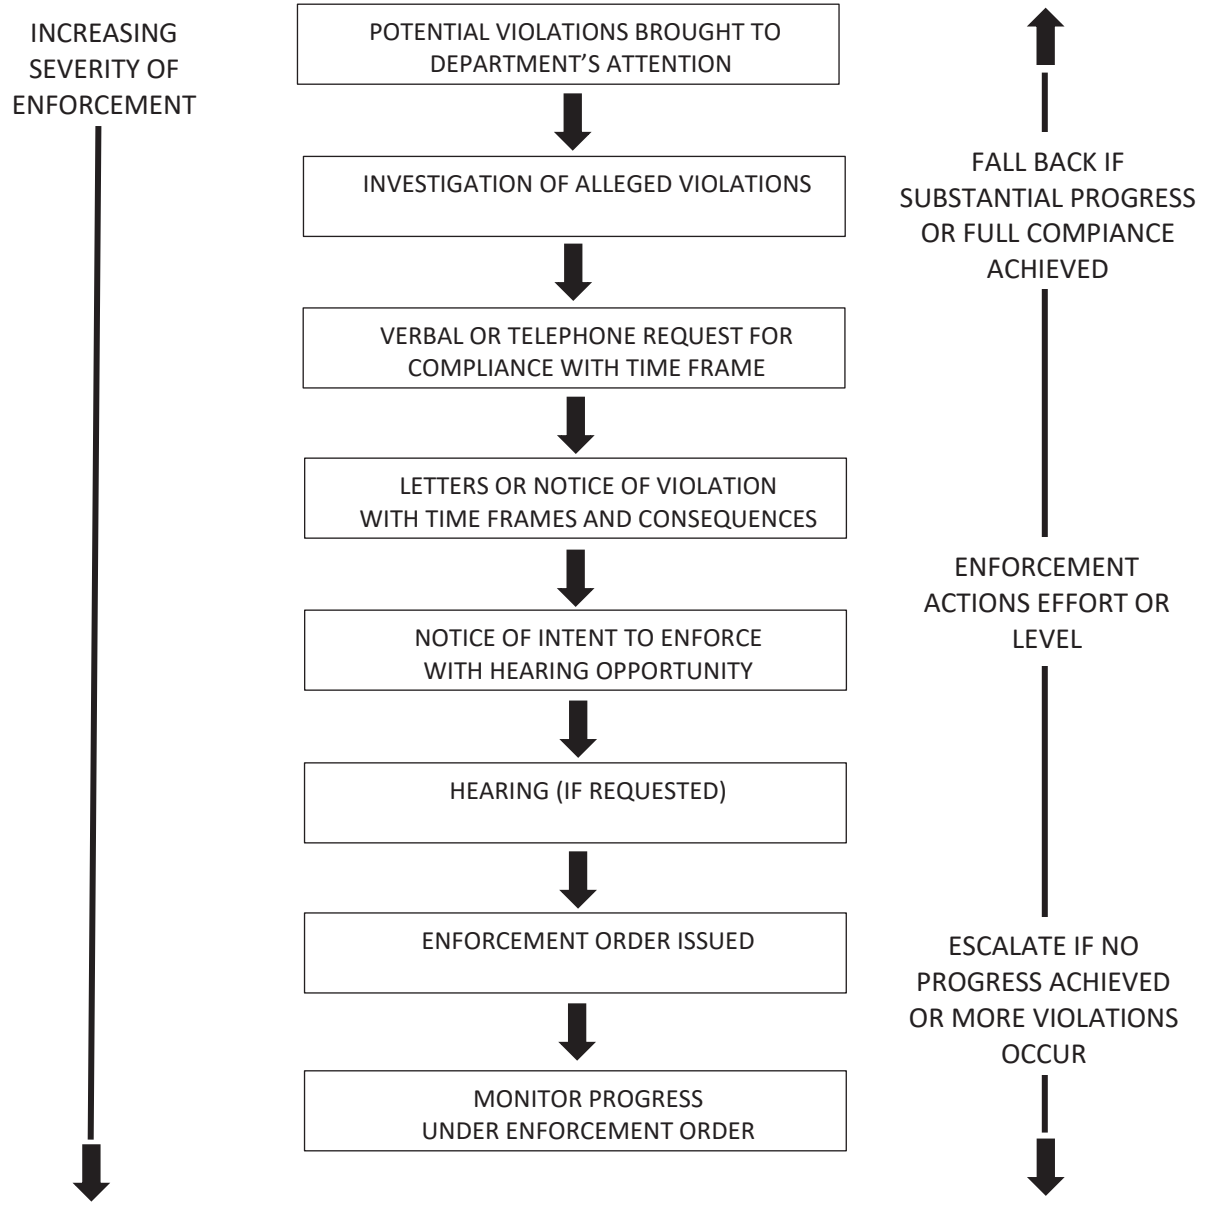 INCREASING
SEVERITY OF
ENFORCEMENT
POTENTIAL VIOLATIONS BROUGHT TO
DEPARTMENT’S ATTENTION
INVESTIGATION OF ALLEGED VIOLATIONS
VERBAL OR TELEPHONE REQUEST FOR
COMPLIANCE WITH TIME FRAME
LETTERS OR NOTICE OF VIOLATION
WITH TIME FRAMES AND CONSEQUENCES
NOTICE OF INTENT TO ENFORCE
WITH HEARING OPPORTUNITY
HEARING (IF REQUESTED)
ENFORCEMENT ORDER ISSUED
MONITOR PROGRESS
UNDER ENFORCEMENT ORDER
FALL BACK IF
SUBSTANTIAL PROGRESS
OR FULL COMPIANCE
ACHIEVED
ENFORCEMENT
ACTIONS EFFORT OR
LEVEL
ESCALATE IF NO
PROGRESS ACHIEVED
OR MORE VIOLATIONS
OCCUR